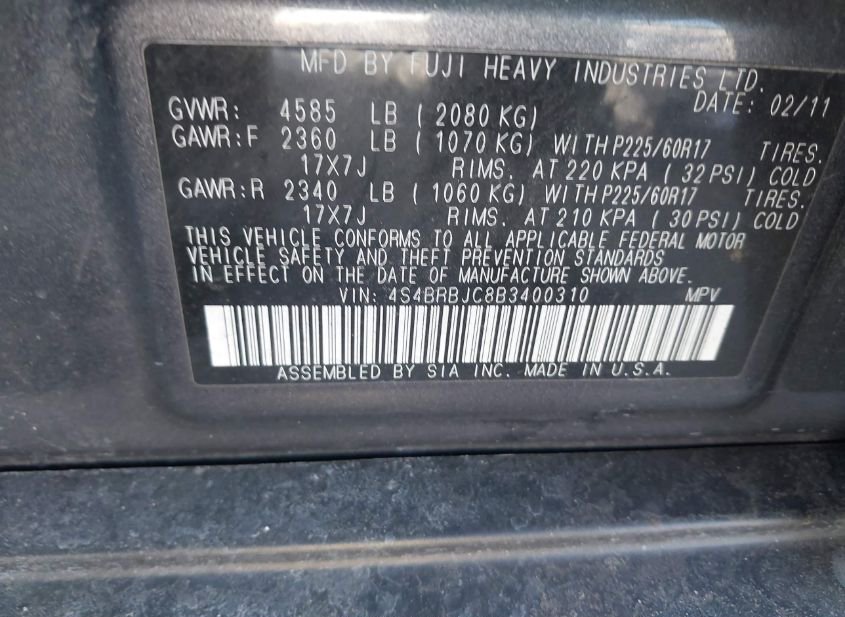 MFD BY FUJI HEAVY INDUSTRIES LTD.
DATE: 02/11
GVWR: 4585 LB ( 2080 KG)
GAWR:F 2360 LB ( 1070 KG) WITH P225/60R17 TIRES.
17X7J RIMS. AT 220 KPA ( 32 PSI) COLD
GAWR:R 2340 LB ( 1060 KG) WITH P225/60R17 TIRES.
17X7J RIMS. AT 210 KPA ( 30 PSI) COLD
THIS VEHICLE CONFORMS TO ALL APPLICABLE FEDERAL MOTOR
VEHICLE SAFETY AND THEFT PREVENTION STANDARDS
IN EFFECT ON THE DATE OF MANUFACTURE SHOWN ABOVE.
VIN: 4S4BRBJC8B3400310 MPV
ASSEMBLED BY SIA INC. MADE IN U.S.A.